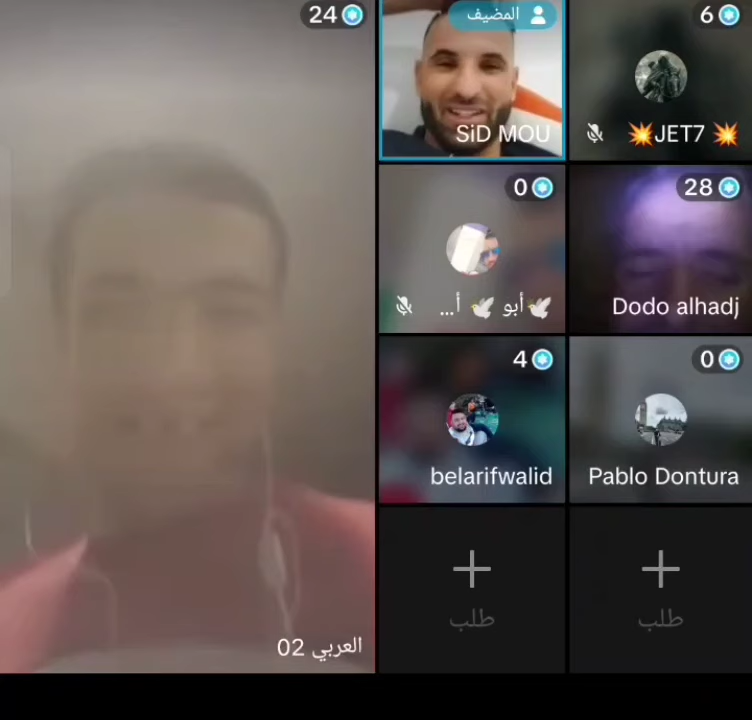 24
المضيف
SiD MOU
6
💥JET7 💥
0
🕊️أبو 🕊️ أ...
28
Dodo alhadj
4
belarifwalid
0
Pablo Dontura
طلب
طلب
العربي 02